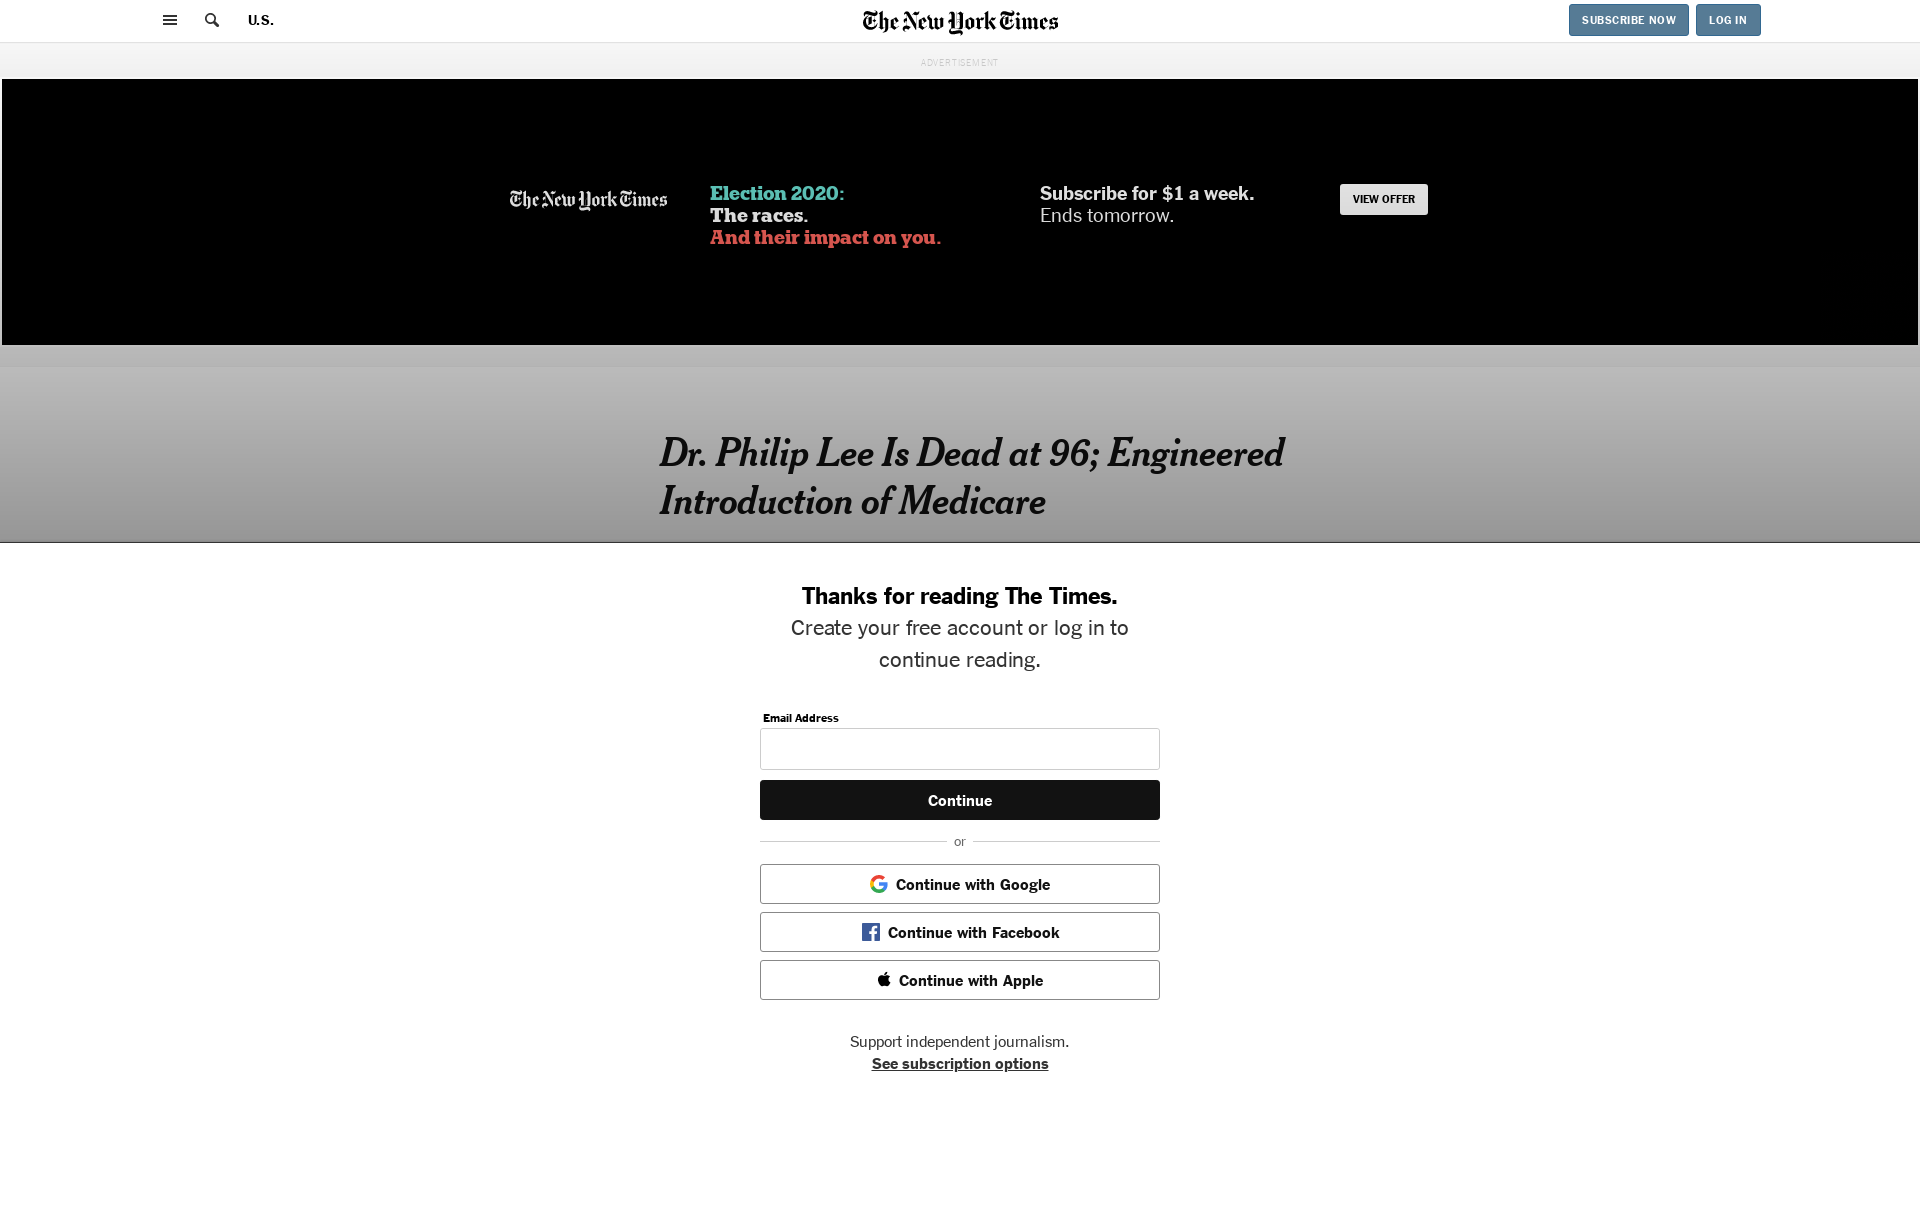 U.S.
The New York Times
SUBSCRIBE NOW
LOG IN
ADVERTISEMENT
The New York Times
Election 2020:
The races.
And their impact on you.
Subscribe for $1 a week.
Ends tomorrow.
VIEW OFFER
Dr. Philip Lee Is Dead at 96; Engineered
Introduction of Medicare
Thanks for reading The Times.
Create your free account or log in to
continue reading.
Email Address
Continue
or
Continue with Google
Continue with Facebook
Continue with Apple
Support independent journalism.
See subscription options